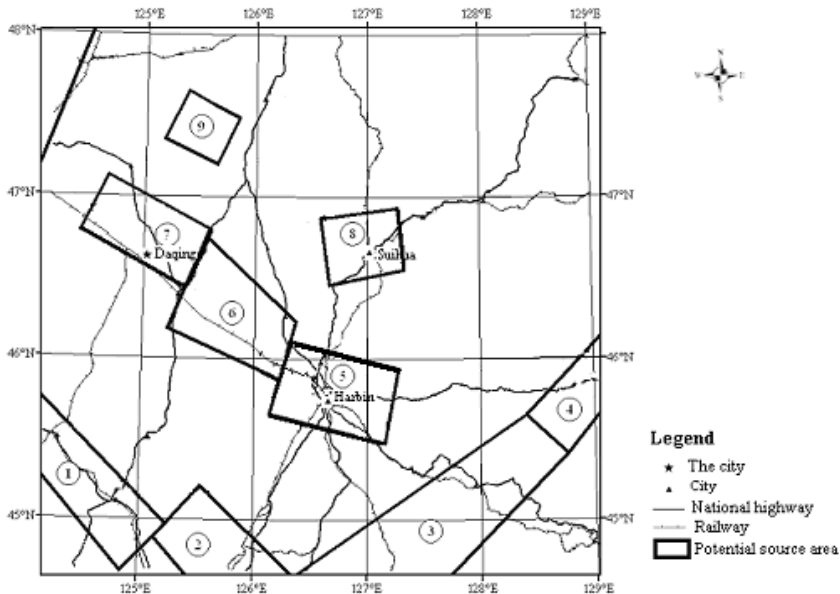 125°E 126°E 127°E 128°E 129°E
48°N
N
W E
S
9
47°N 47°N
7
8
Daqing
Suihua
6
46°N 46°N
5
Harbin
4
Legend
The city
City
National highway
Railway
Potential source area
1
45°N 45°N
3
2
125°E 126°E 127°E 128°E 129°E